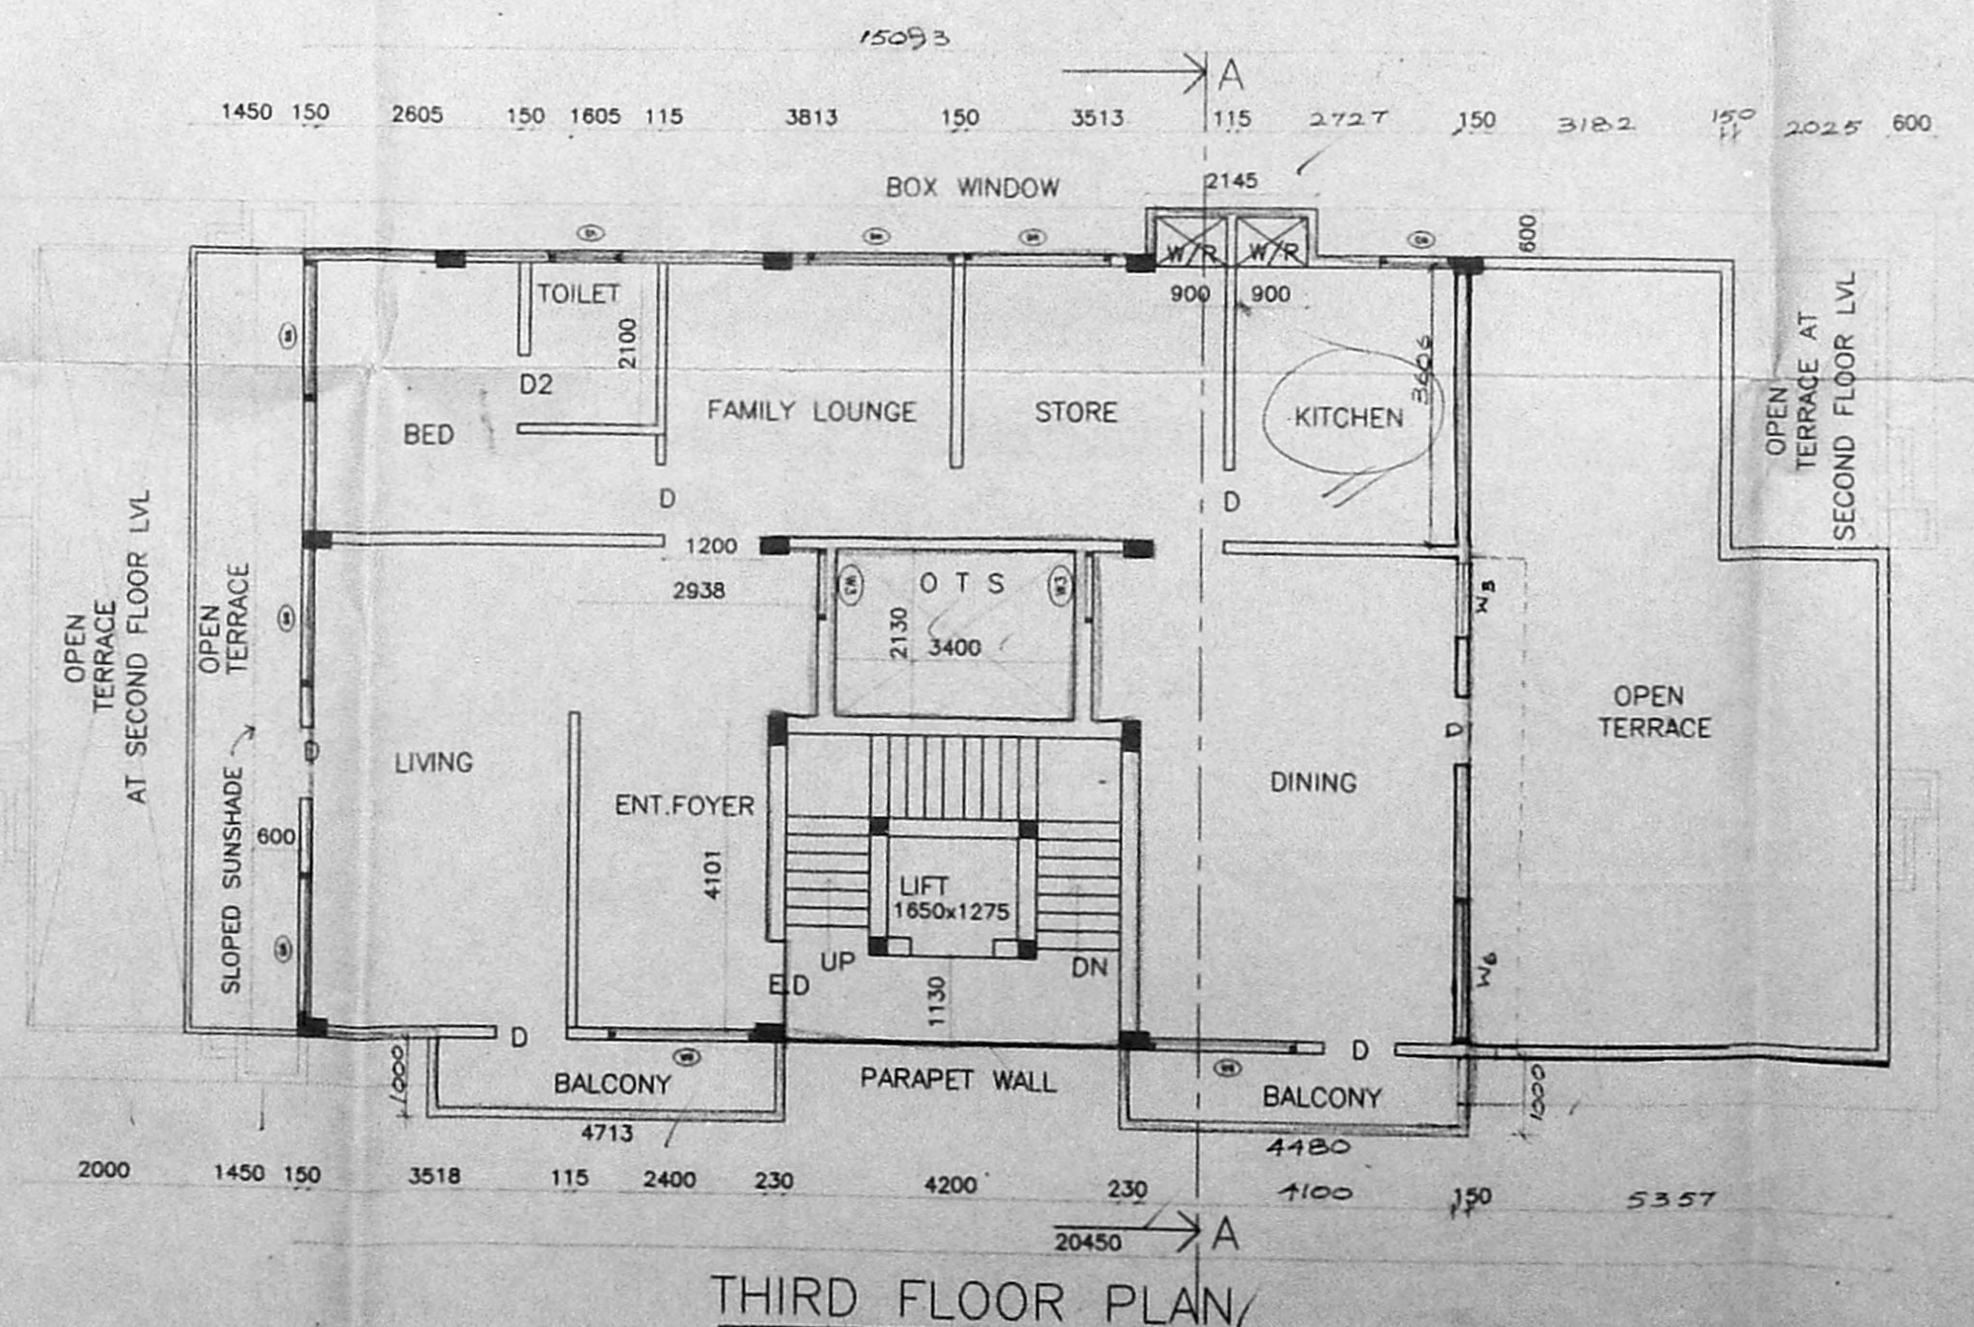 15093
A
1450 150 2605 150 1605 115 3813 150 3513 115 2727 150 3182 150 2025 600
BOX WINDOW
2145
600
W/R W/R
900 900
TOILET
2100
D2
BED
FAMILY LOUNGE
STORE
KITCHEN
3606
D
D
OPEN
TERRACE AT
SECOND FLOOR LVL
1200
2938
W3
O T S
W3
2130
3400
W3
OPEN
TERRACE
AT SECOND FLOOR LVL
OPEN
TERRACE
SLOPED SUNSHADE
600
D
LIVING
ENT.FOYER
4101
LIFT
1650x1275
UP
DN
E.D
1130
DINING
D
W6
OPEN
TERRACE
D
D
1000
BALCONY
PARAPET WALL
BALCONY
1000
4713
4480
2000 1450 150 3518 115 2400 230 4200 230 4100 150 5357
A
20450
THIRD FLOOR PLAN